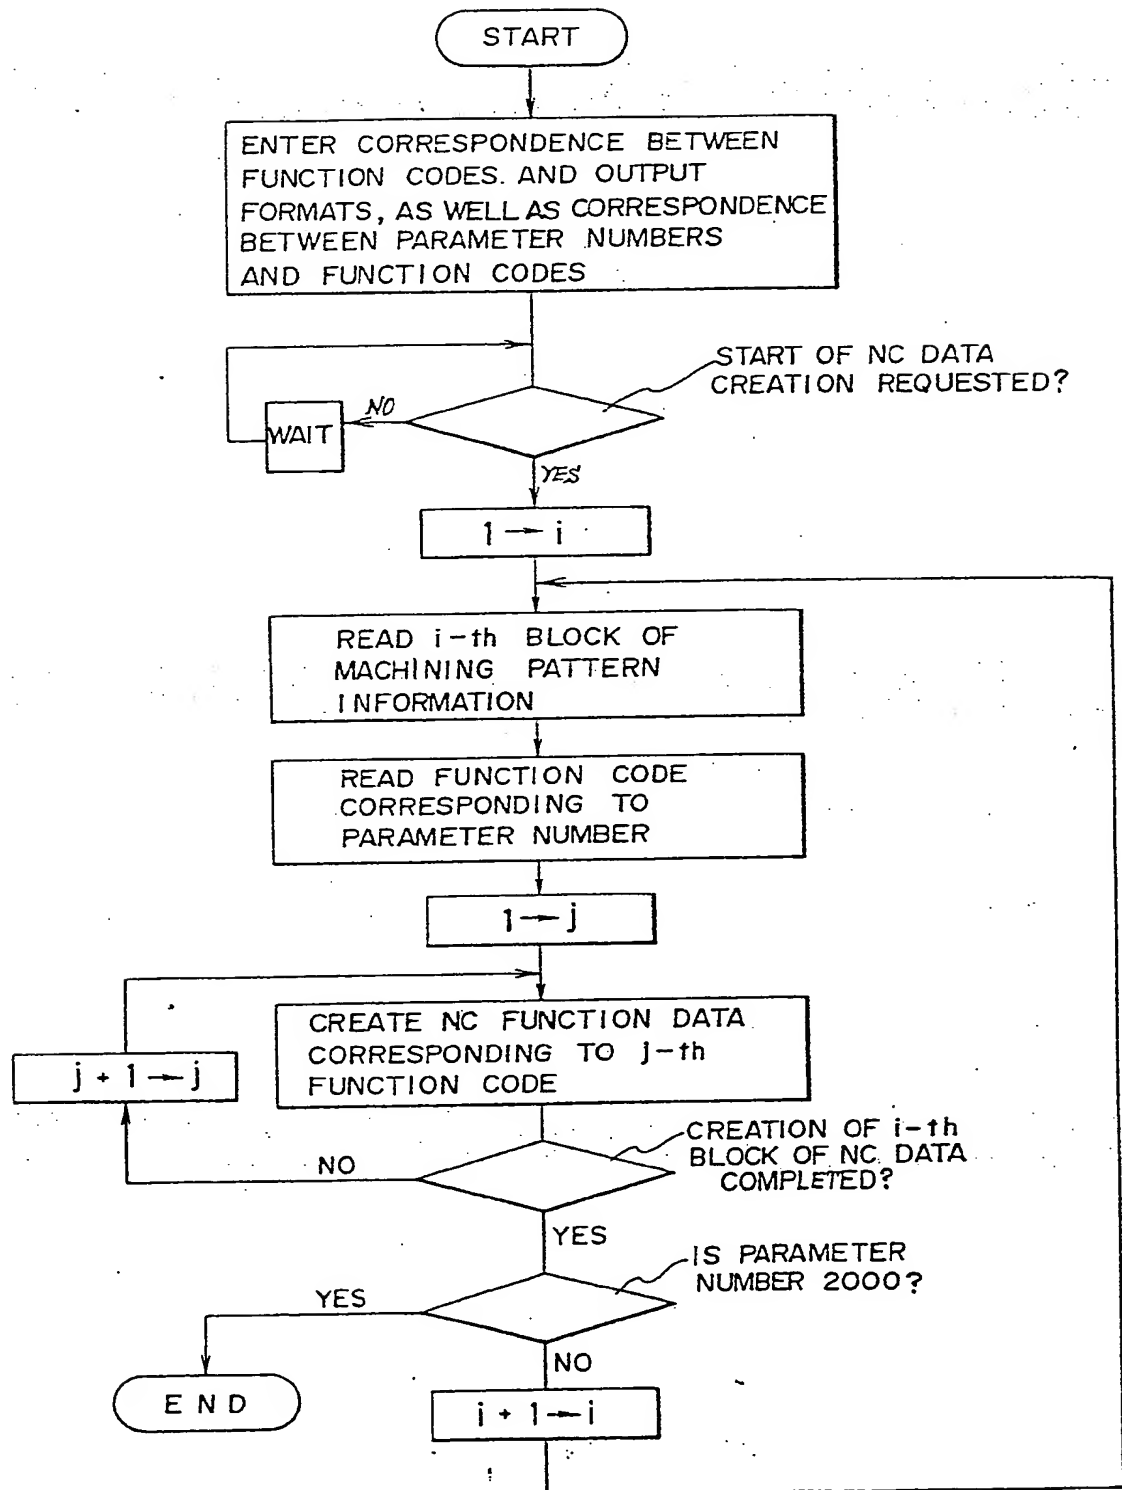 START
ENTER CORRESPONDENCE BETWEEN
FUNCTION CODES. AND OUTPUT
FORMATS, AS WELL AS CORRESPONDENCE
BETWEEN PARAMETER NUMBERS
AND FUNCTION CODES
START OF NC DATA
CREATION REQUESTED?
NO
WAIT
YES
1 → i
READ i-th BLOCK OF
MACHINING PATTERN
INFORMATION
READ FUNCTION CODE
CORRESPONDING TO
PARAMETER NUMBER
1 → j
CREATE NC FUNCTION DATA
CORRESPONDING TO j-th
FUNCTION CODE
j + 1 → j
CREATION OF i-th
BLOCK OF NC DATA
COMPLETED?
NO
YES
IS PARAMETER
NUMBER 2000?
YES
NO
END
i + 1 → i